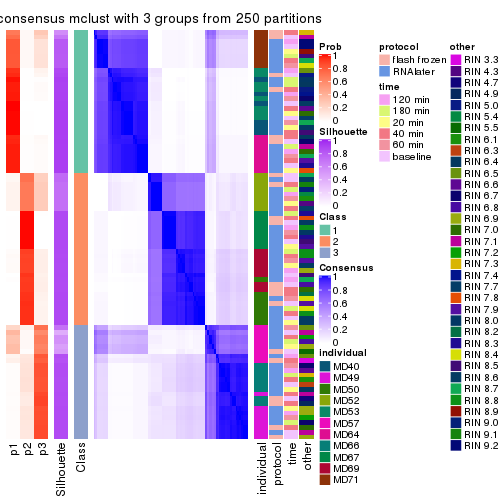 consensus mclust with 3 groups from 250 partitions
p1
p2
p3
Silhouette
Class
individual
protocol
time
other
Prob
1
0.8
0.6
0.4
0.2
0
Silhouette
1
0.8
0.6
0.4
0.2
0
Class
1
2
3
Consensus
1
0.8
0.6
0.4
0.2
0
individual
MD40
MD49
MD50
MD52
MD53
MD57
MD64
MD66
MD67
MD69
MD71
protocol
flash frozen
RNAlater
time
120 min
180 min
20 min
40 min
60 min
baseline
other
RIN 3.3
RIN 4.3
RIN 4.7
RIN 4.9
RIN 5.0
RIN 5.4
RIN 5.5
RIN 6.1
RIN 6.3
RIN 6.4
RIN 6.5
RIN 6.6
RIN 6.7
RIN 6.8
RIN 6.9
RIN 7.0
RIN 7.1
RIN 7.2
RIN 7.3
RIN 7.4
RIN 7.7
RIN 7.8
RIN 7.9
RIN 8.0
RIN 8.2
RIN 8.3
RIN 8.4
RIN 8.5
RIN 8.6
RIN 8.7
RIN 8.8
RIN 8.9
RIN 9.0
RIN 9.1
RIN 9.2